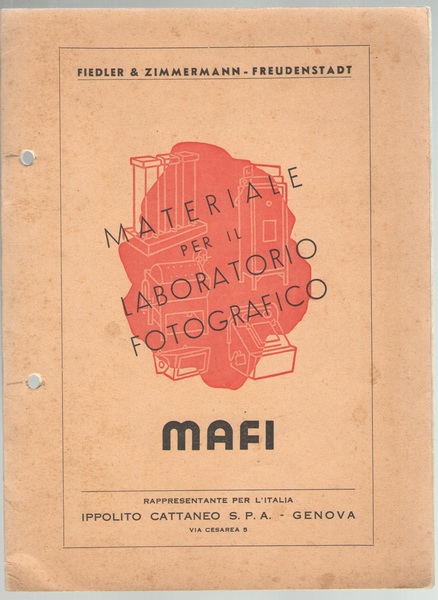 FIEDLER & ZIMMERMANN - FREUDENSTADT
MATERIALE
PER IL
LABORATORIO
FOTOGRAFICO
MAFI
RAPPRESENTANTE PER L'ITALIA
IPPOLITO CATTANEO S. P. A. - GENOVA
VIA CESAREA 5